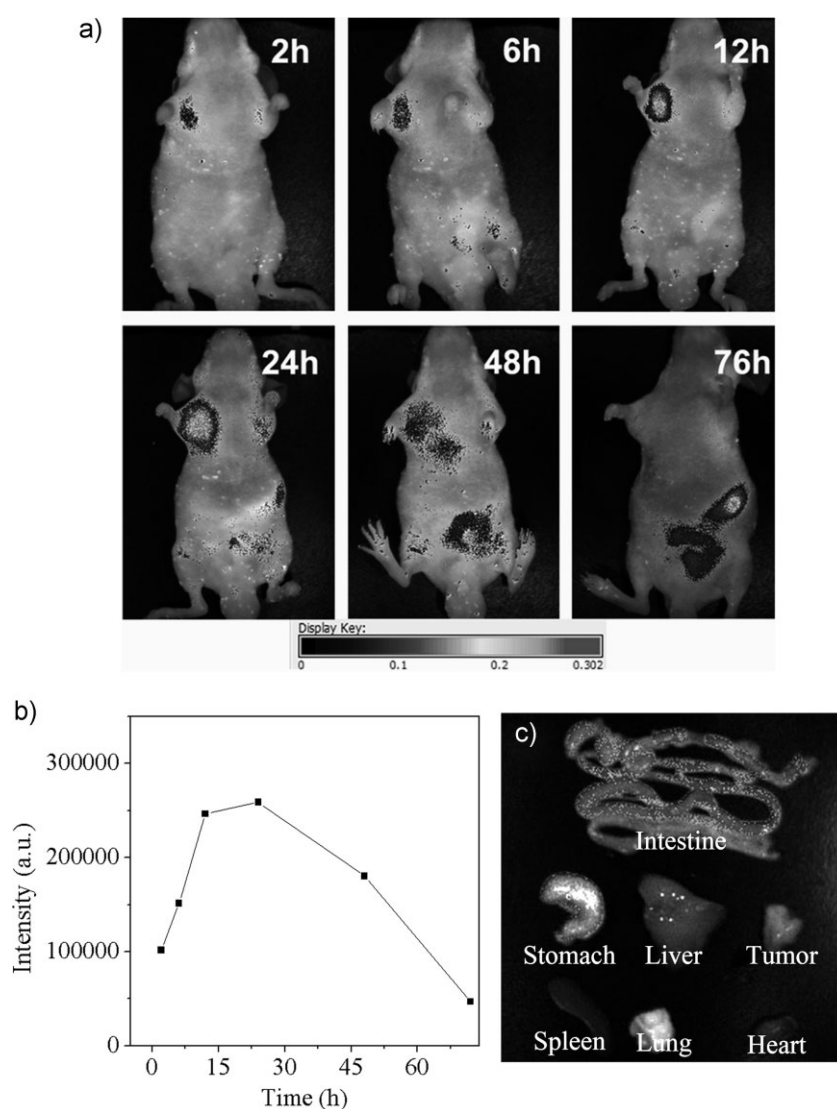 a)
2h
6h
12h
24h
48h
76h
Display Key:
0 0.1 0.2 0.302
b)
300000
200000
100000
0
Intensity (a.u.)
0 15 30 45 60
Time (h)
c)
Intestine
Stomach Liver Tumor
Spleen Lung Heart